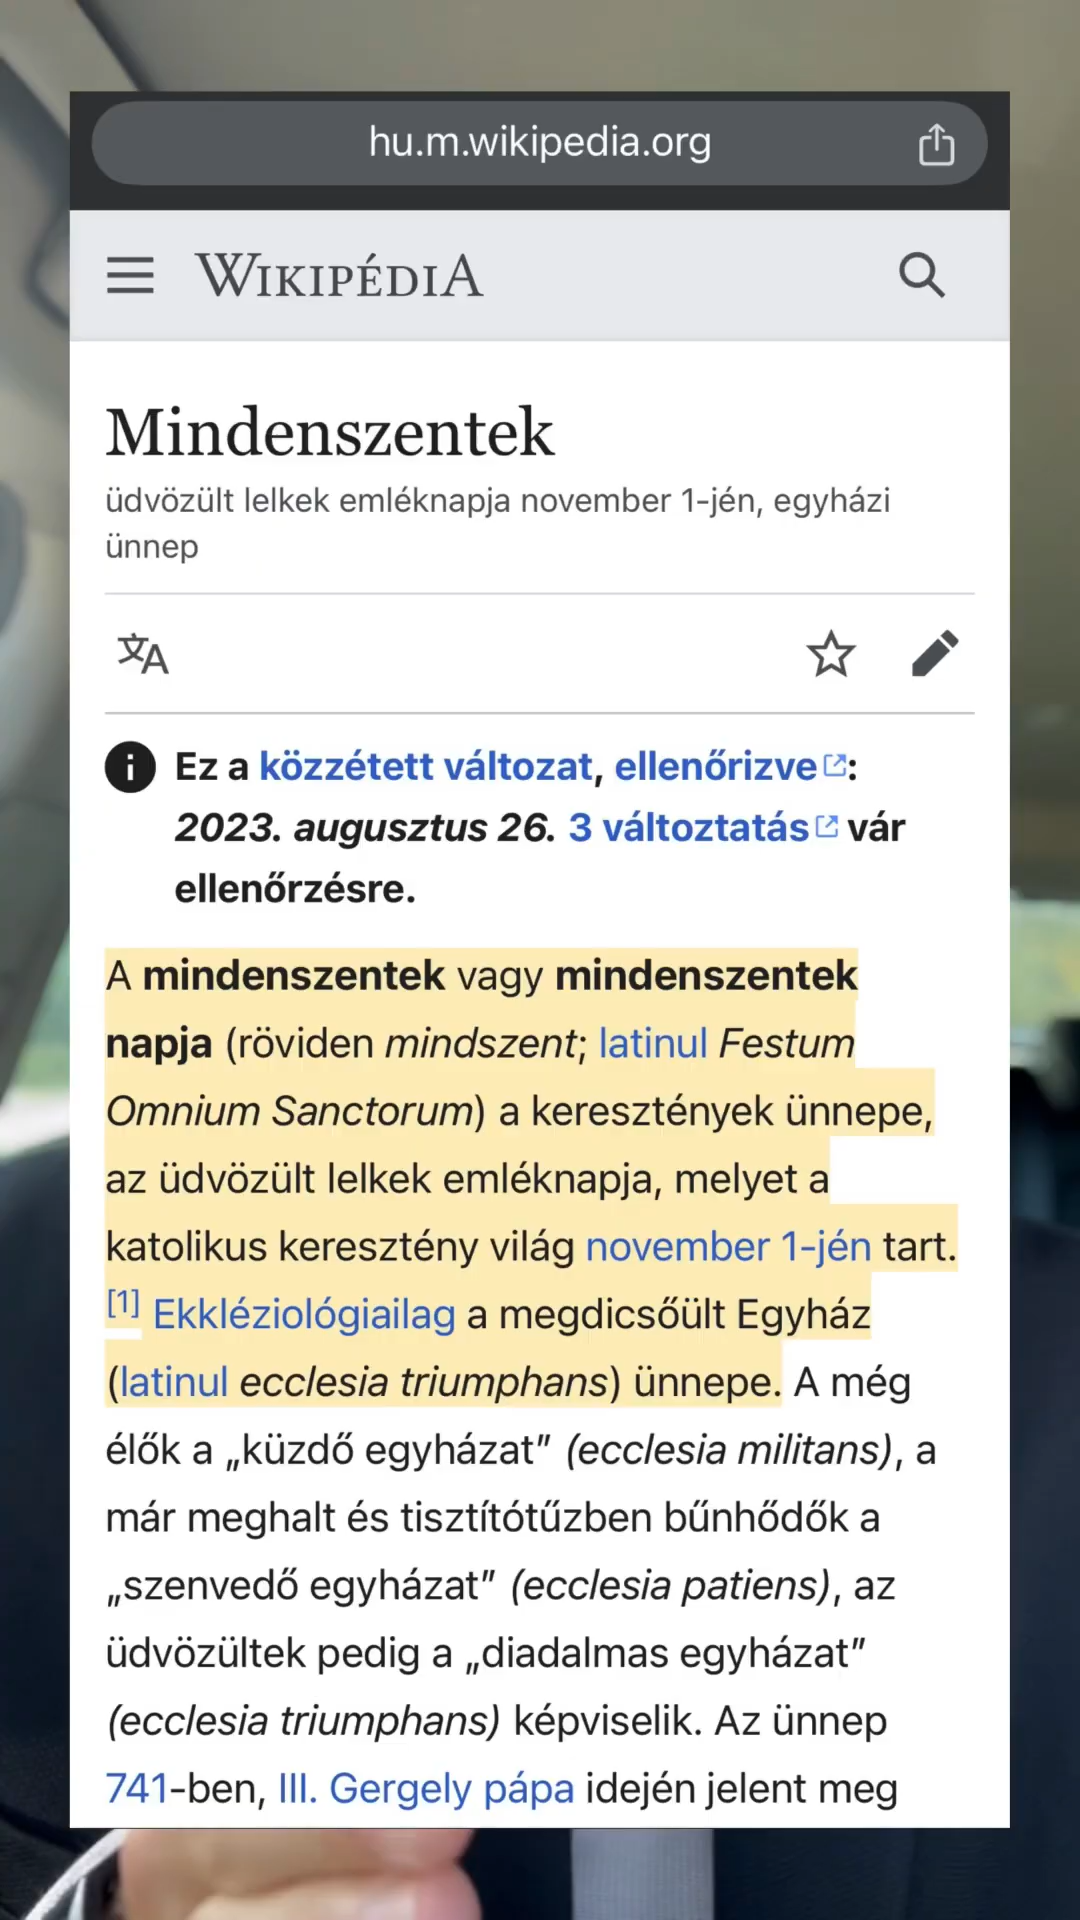 hu.m.wikipedia.org
WIKIPÉDIA
Mindenszentek
üdvözült lelkek emléknapja november 1-jén, egyházi
ünnep
文A
i Ez a közzétett változat, ellenőrizve:
2023. augusztus 26. 3 változtatás vár
ellenőrzésre.
A mindenszentek vagy mindenszentek
napja (röviden mindszent; latinul Festum
Omnium Sanctorum) a keresztények ünnepe,
az üdvözült lelkek emléknapja, melyet a
katolikus keresztény világ november 1-jén tart.
[1] Ekkléziológiailag a megdicsőült Egyház
(latinul ecclesia triumphans) ünnepe. A még
élők a „küzdő egyházat” (ecclesia militans), a
már meghalt és tisztítótűzben bűnhődők a
„szenvedő egyházat” (ecclesia patiens), az
üdvözültek pedig a „diadalmas egyházat”
(ecclesia triumphans) képviselik. Az ünnep
741-ben, III. Gergely pápa idején jelent meg